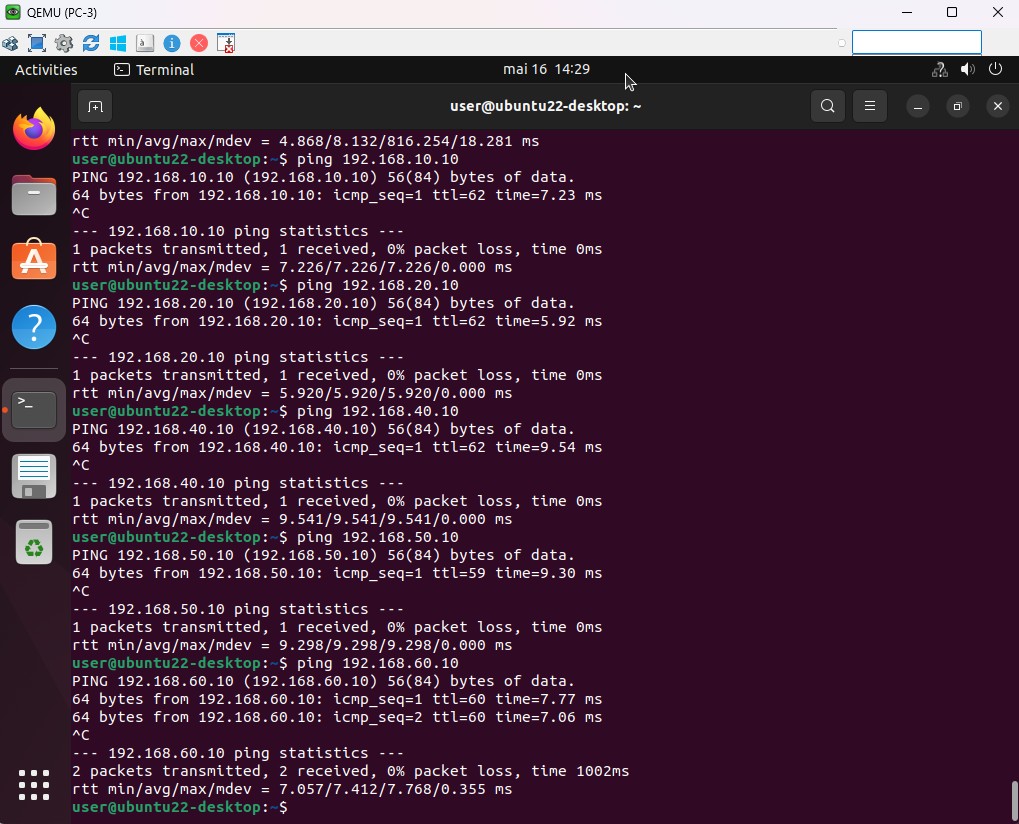 QEMU (PC-3)
Activities
Terminal
mai 16 14:29
user@ubuntu22-desktop: ~
rtt min/avg/max/mdev = 4.868/8.132/816.254/18.281 ms
user@ubuntu22-desktop:~$ ping 192.168.10.10
PING 192.168.10.10 (192.168.10.10) 56(84) bytes of data.
64 bytes from 192.168.10.10: icmp_seq=1 ttl=62 time=7.23 ms
^C
--- 192.168.10.10 ping statistics ---
1 packets transmitted, 1 received, 0% packet loss, time 0ms
rtt min/avg/max/mdev = 7.226/7.226/7.226/0.000 ms
user@ubuntu22-desktop:~$ ping 192.168.20.10
PING 192.168.20.10 (192.168.20.10) 56(84) bytes of data.
64 bytes from 192.168.20.10: icmp_seq=1 ttl=62 time=5.92 ms
^C
--- 192.168.20.10 ping statistics ---
1 packets transmitted, 1 received, 0% packet loss, time 0ms
rtt min/avg/max/mdev = 5.920/5.920/5.920/0.000 ms
user@ubuntu22-desktop:~$ ping 192.168.40.10
PING 192.168.40.10 (192.168.40.10) 56(84) bytes of data.
64 bytes from 192.168.40.10: icmp_seq=1 ttl=62 time=9.54 ms
^C
--- 192.168.40.10 ping statistics ---
1 packets transmitted, 1 received, 0% packet loss, time 0ms
rtt min/avg/max/mdev = 9.541/9.541/9.541/0.000 ms
user@ubuntu22-desktop:~$ ping 192.168.50.10
PING 192.168.50.10 (192.168.50.10) 56(84) bytes of data.
64 bytes from 192.168.50.10: icmp_seq=1 ttl=59 time=9.30 ms
^C
--- 192.168.50.10 ping statistics ---
1 packets transmitted, 1 received, 0% packet loss, time 0ms
rtt min/avg/max/mdev = 9.298/9.298/9.298/0.000 ms
user@ubuntu22-desktop:~$ ping 192.168.60.10
PING 192.168.60.10 (192.168.60.10) 56(84) bytes of data.
64 bytes from 192.168.60.10: icmp_seq=1 ttl=60 time=7.77 ms
64 bytes from 192.168.60.10: icmp_seq=2 ttl=60 time=7.06 ms
^C
--- 192.168.60.10 ping statistics ---
2 packets transmitted, 2 received, 0% packet loss, time 1002ms
rtt min/avg/max/mdev = 7.057/7.412/7.768/0.355 ms
user@ubuntu22-desktop:~$